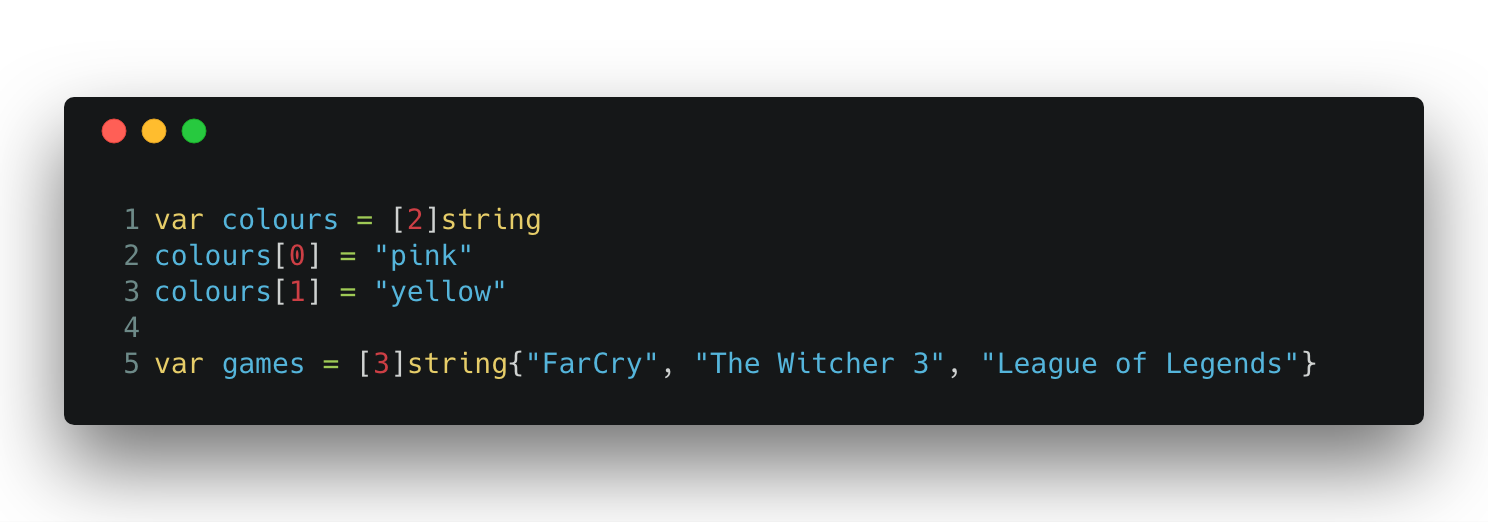 1 var colours = [2]string
2 colours[0] = "pink"
3 colours[1] = "yellow"
4
5 var games = [3]string{"FarCry", "The Witcher 3", "League of Legends"}